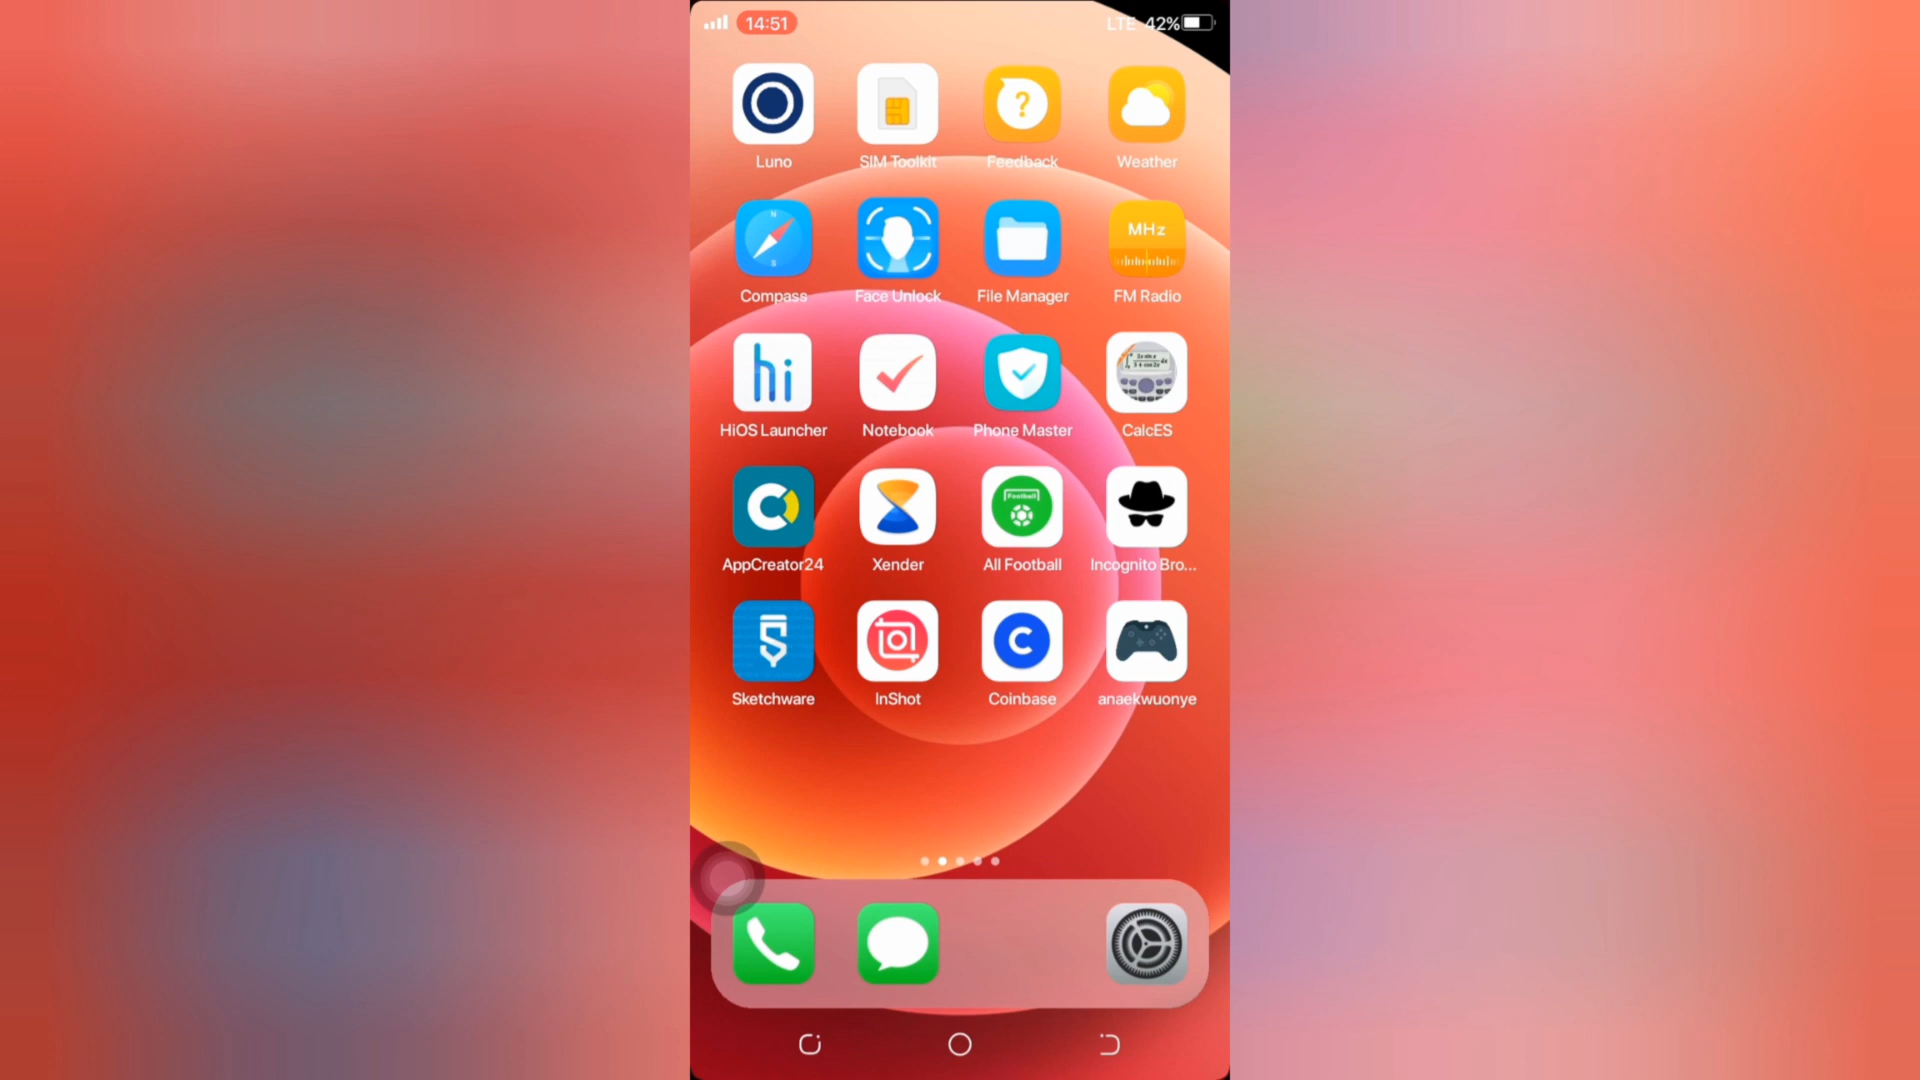 14:51 LTE 42%
Luno SIM Toolkit Feedback Weather
N
S
MHz
Compass Face Unlock File Manager FM Radio
hi
HiOS Launcher Notebook Phone Master CalcES
Football
AppCreator24 Xender All Football Incognito Bro...
Sketchware InShot Coinbase anaekwuonye